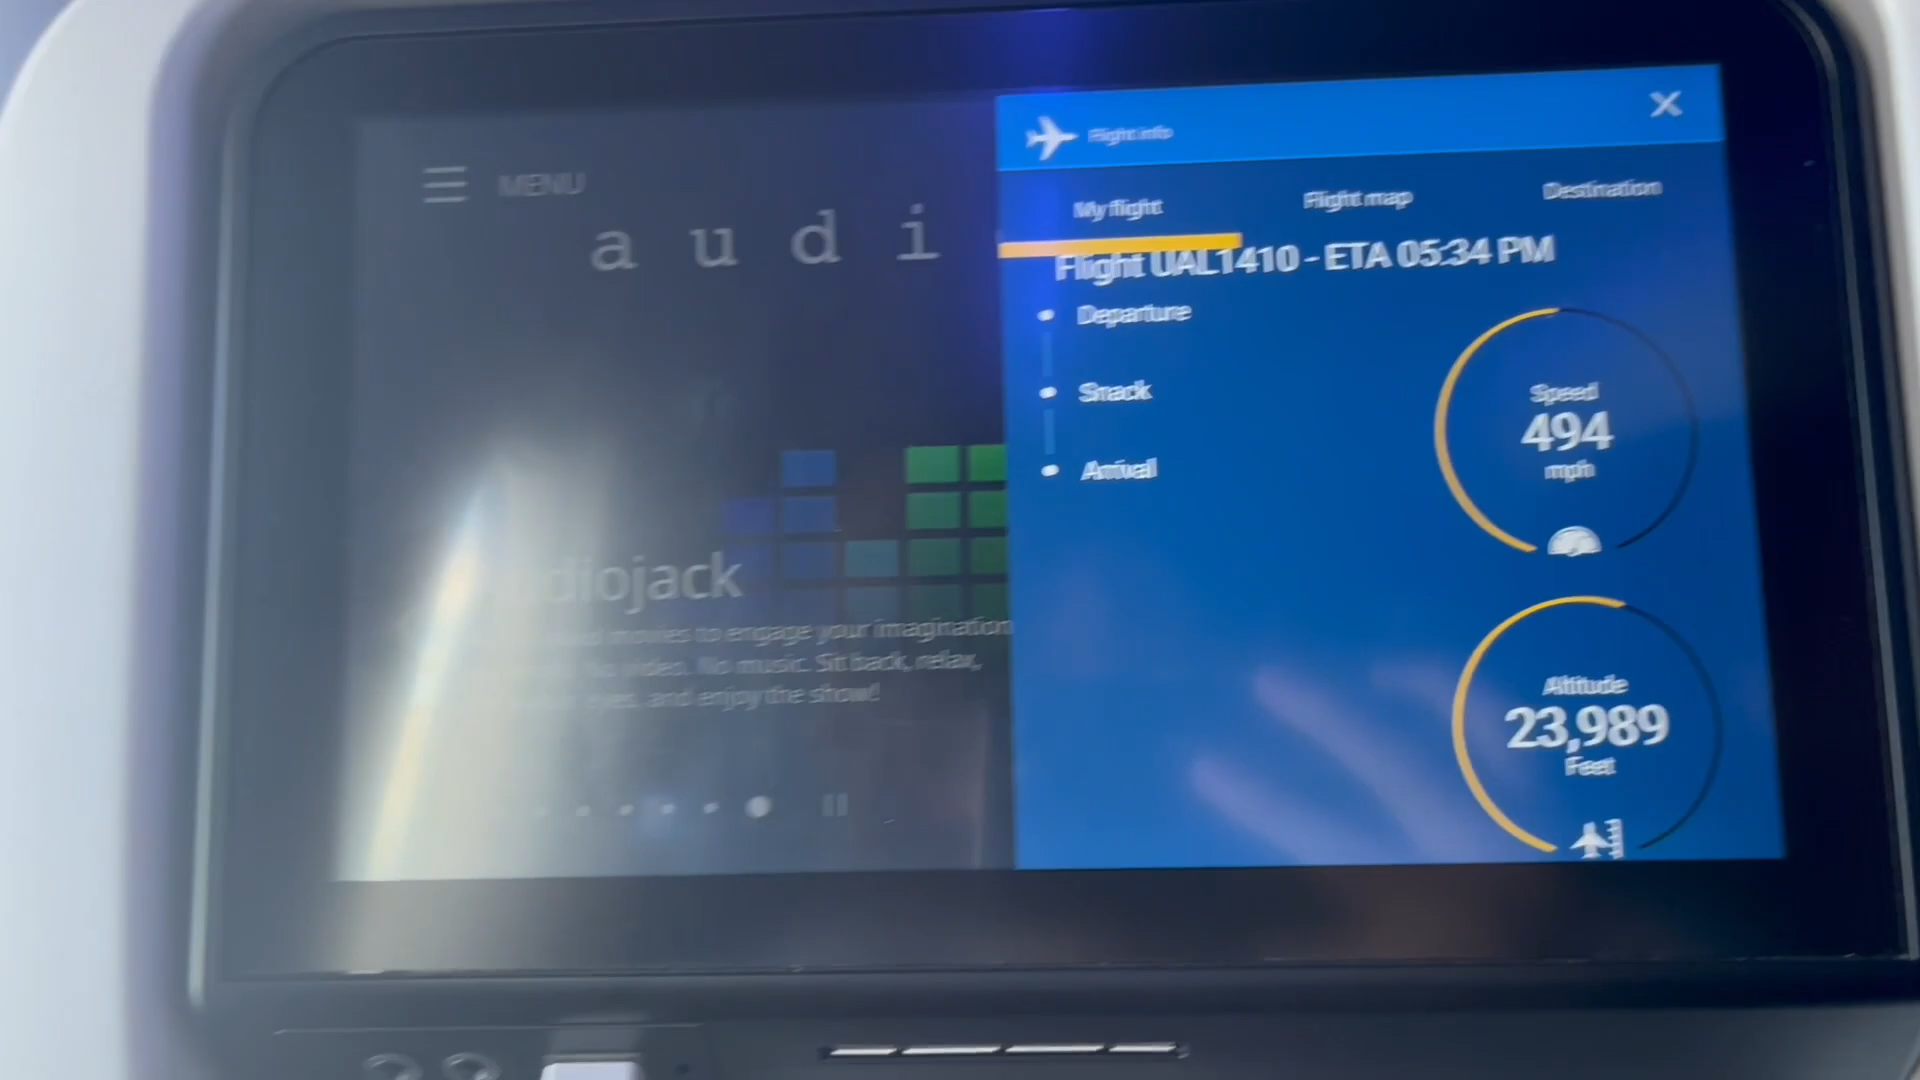 MENU
a u d i
diojack
movies to engage your imagination
No video. No music. Sit back, relax,
eyes, and enjoy the show!
Flight info
My flight
Flight map
Destination
Flight UAL1410 - ETA 05:34 PM
Departure
Snack
Arrival
Speed
494
mph
Altitude
23,989
Feet